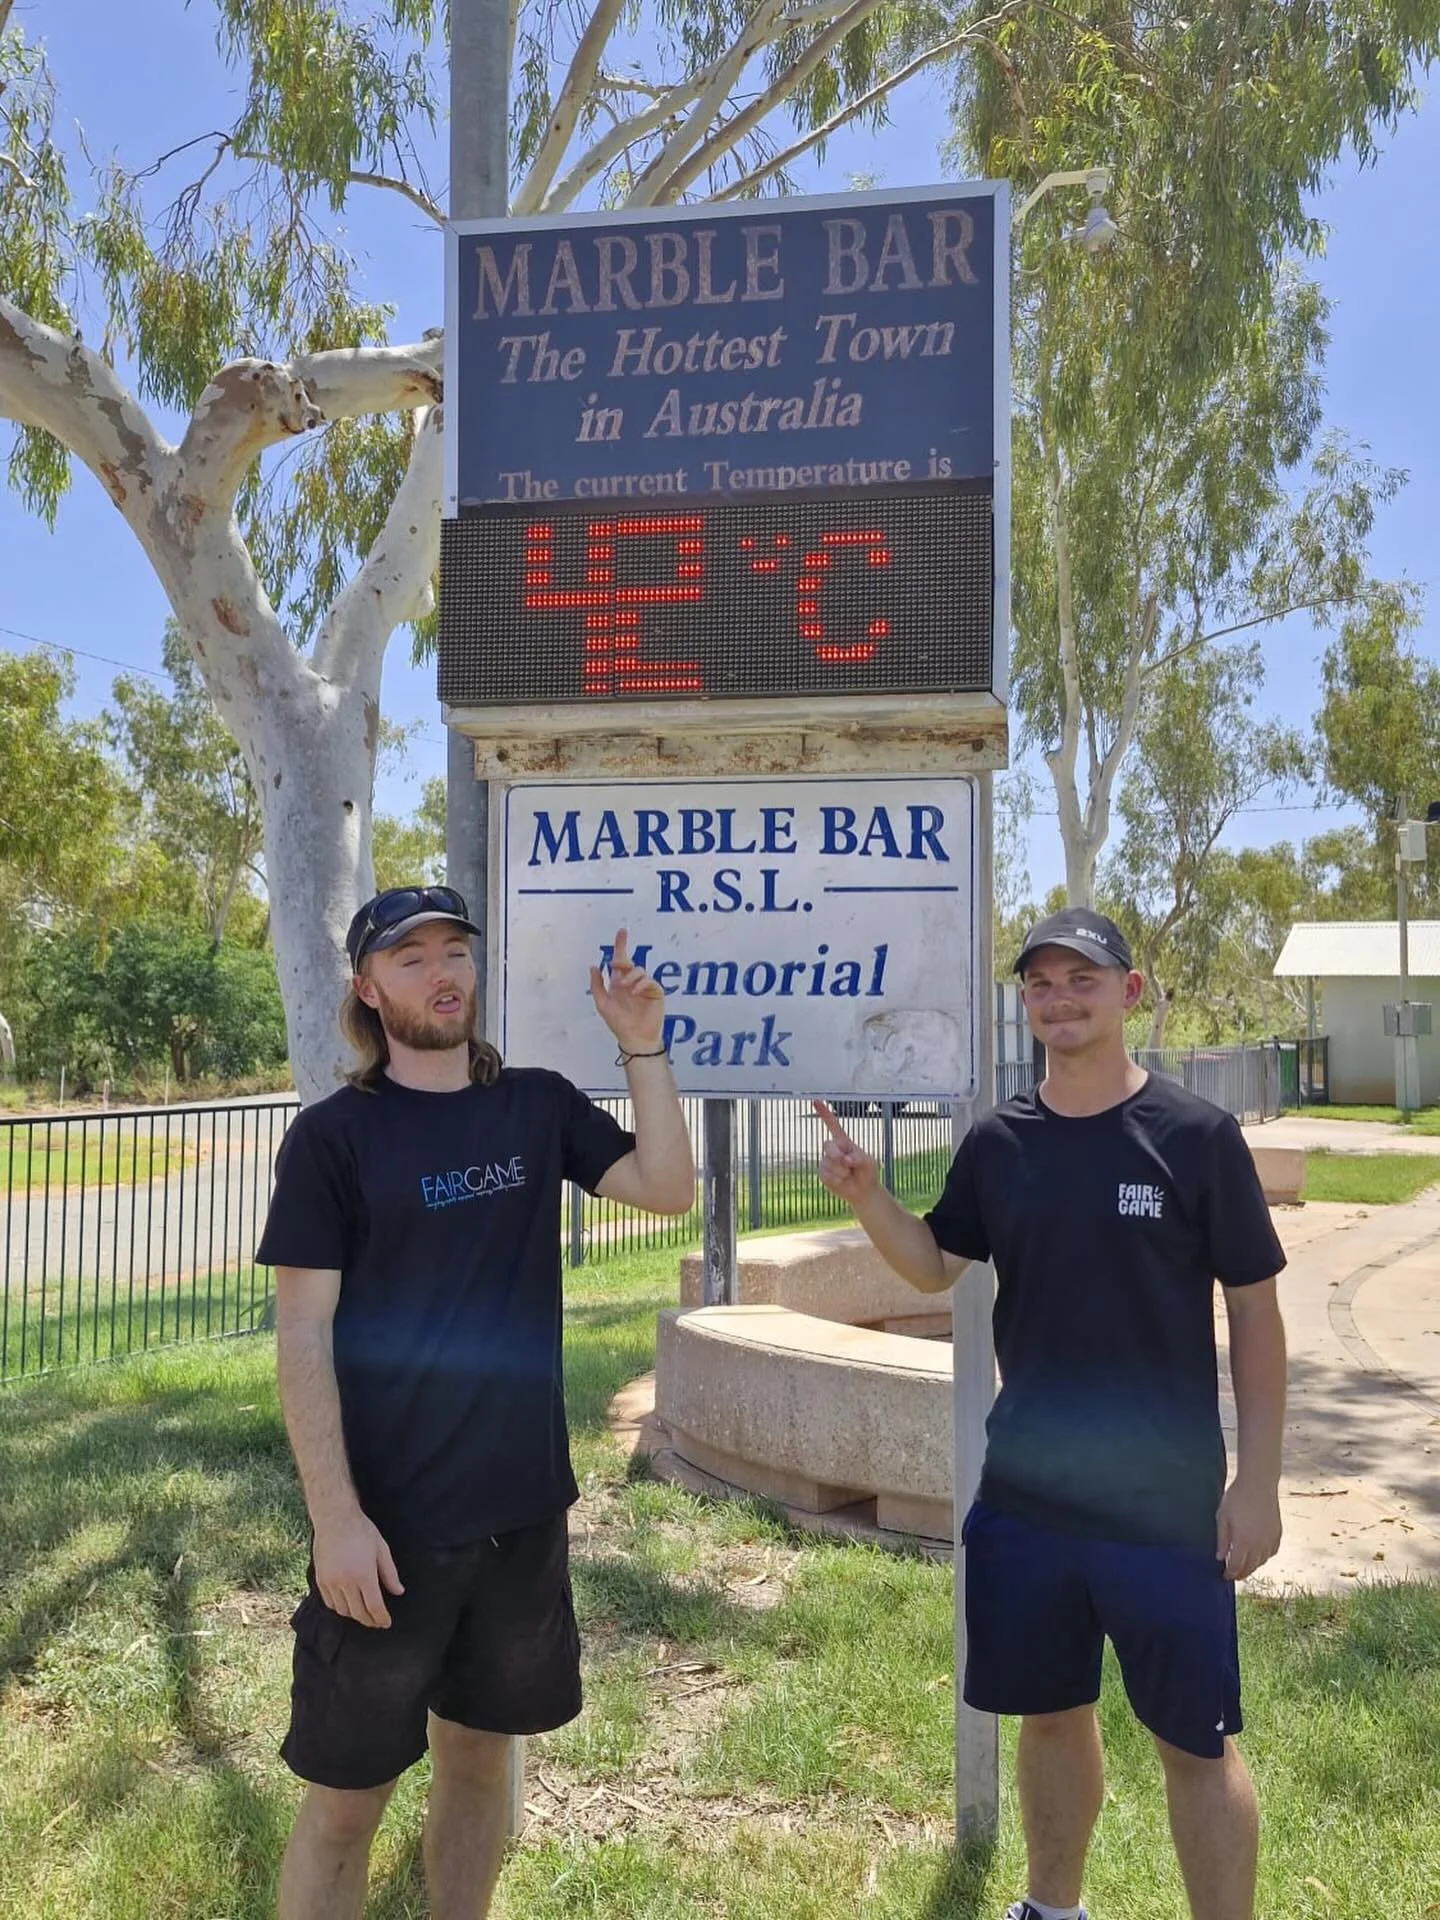 MARBLE BAR
The Hottest Town
in Australia
The current Temperature is
42°C
MARBLE BAR
R.S.L.
Memorial
Park
2XU
FAIRGAME
FAIR
GAME